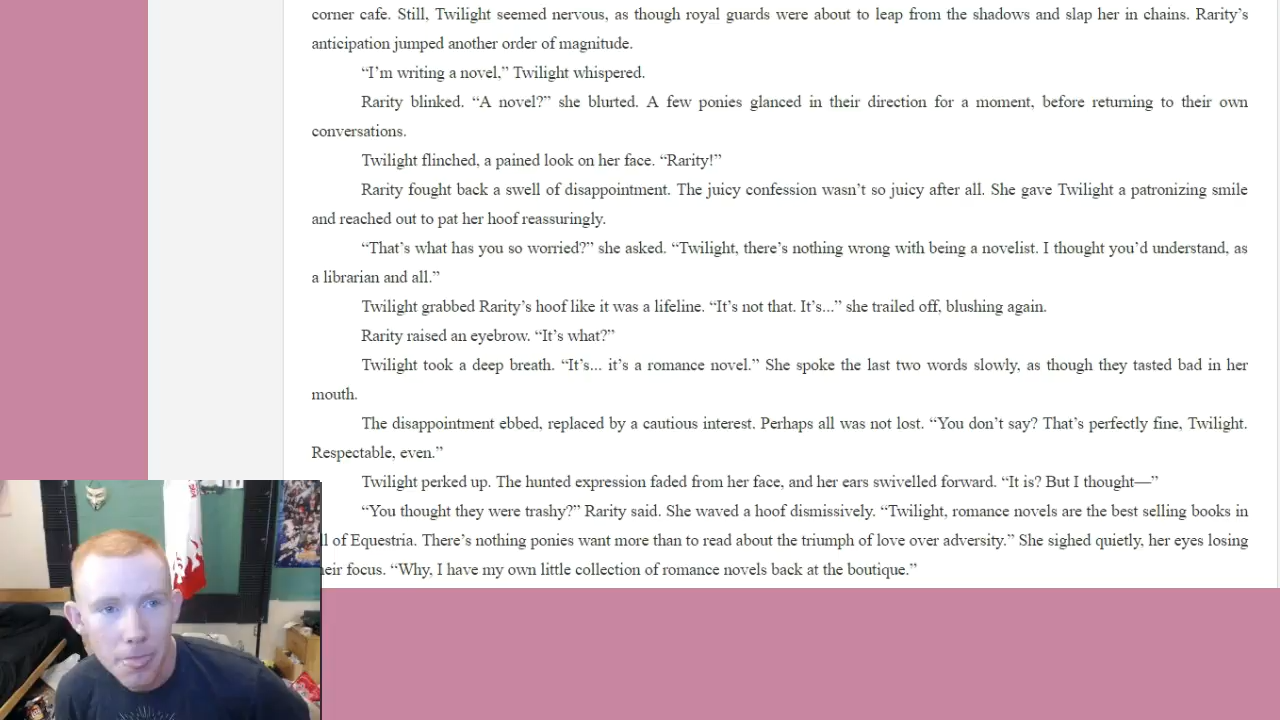 corner cafe. Still, Twilight seemed nervous, as though royal guards were about to leap from the shadows and slap her in chains. Rarity’s
anticipation jumped another order of magnitude.
“I’m writing a novel,” Twilight whispered.
Rarity blinked. “A novel?” she blurted. A few ponies glanced in their direction for a moment, before returning to their own
conversations.
Twilight flinched, a pained look on her face. “Rarity!”
Rarity fought back a swell of disappointment. The juicy confession wasn’t so juicy after all. She gave Twilight a patronizing smile
and reached out to pat her hoof reassuringly.
“That’s what has you so worried?” she asked. “Twilight, there’s nothing wrong with being a novelist. I thought you’d understand, as
a librarian and all.”
Twilight grabbed Rarity’s hoof like it was a lifeline. “It’s not that. It’s...” she trailed off, blushing again.
Rarity raised an eyebrow. “It’s what?”
Twilight took a deep breath. “It’s... it’s a romance novel.” She spoke the last two words slowly, as though they tasted bad in her
mouth.
The disappointment ebbed, replaced by a cautious interest. Perhaps all was not lost. “You don’t say? That’s perfectly fine, Twilight.
Respectable, even.”
Twilight perked up. The hunted expression faded from her face, and her ears swivelled forward. “It is? But I thought—”
“You thought they were trashy?” Rarity said. She waved a hoof dismissively. “Twilight, romance novels are the best selling books in
of Equestria. There’s nothing ponies want more than to read about the triumph of love over adversity.” She sighed quietly, her eyes losing
focus. “Why, I have my own little collection of romance novels back at the boutique.”